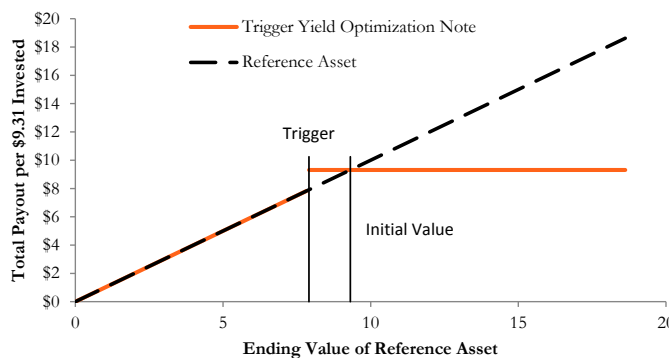 $20
$18
$16
$14
$12
$10
$8
$6
$4
$2
$0
Total Payout per $9.31 Invested
Trigger Yield Optimization Note
Reference Asset
Trigger
Initial Value
0
5
10
15
20
Ending Value of Reference Asset